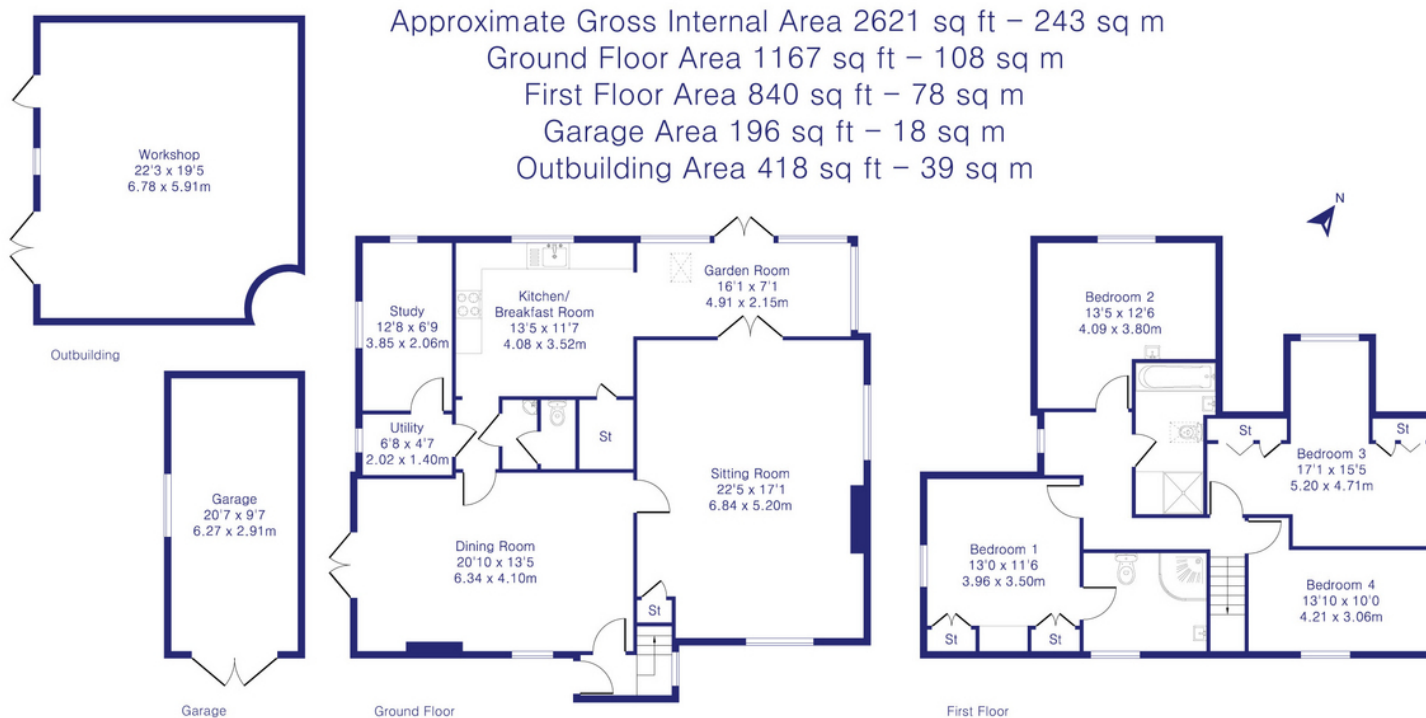 Approximate Gross Internal Area 2621 sq ft – 243 sq m
Ground Floor Area 1167 sq ft – 108 sq m
First Floor Area 840 sq ft – 78 sq m
Garage Area 196 sq ft – 18 sq m
Outbuilding Area 418 sq ft – 39 sq m
Workshop
22'3 x 19'5
6.78 x 5.91m
Outbuilding
Garage
20'7 x 9'7
6.27 x 2.91m
Garage
Study
12'8 x 6'9
3.85 x 2.06m
Kitchen/
Breakfast Room
13'5 x 11'7
4.08 x 3.52m
Garden Room
16'1 x 7'1
4.91 x 2.15m
Utility
6'8 x 4'7
2.02 x 1.40m
St
Sitting Room
22'5 x 17'1
6.84 x 5.20m
Dining Room
20'10 x 13'5
6.34 x 4.10m
St
Ground Floor
N
Bedroom 2
13'5 x 12'6
4.09 x 3.80m
St
St
Bedroom 3
17'1 x 15'5
5.20 x 4.71m
Bedroom 1
13'0 x 11'6
3.96 x 3.50m
St
St
Bedroom 4
13'10 x 10'0
4.21 x 3.06m
First Floor